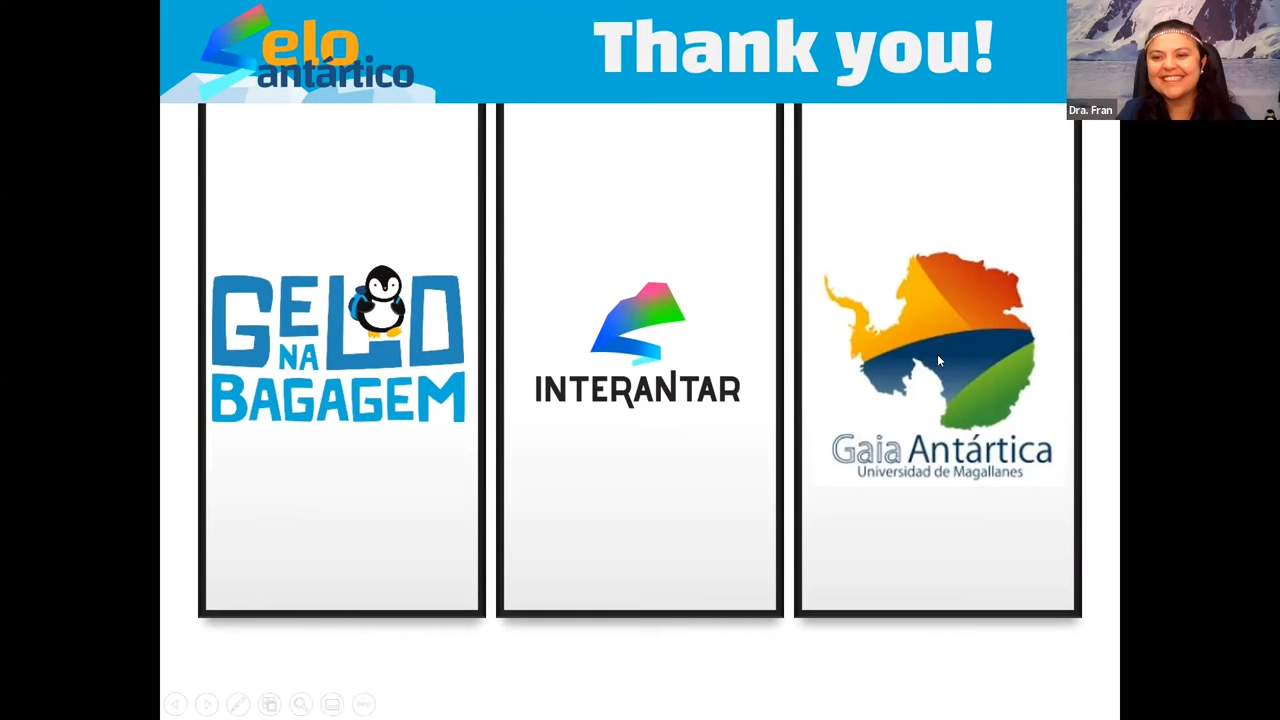 elo
antártico
Thank you!
Dra. Fran
GELO
NA
BAGAGEM
INTERANTAR
Gaia Antártica
Universidad de Magallanes